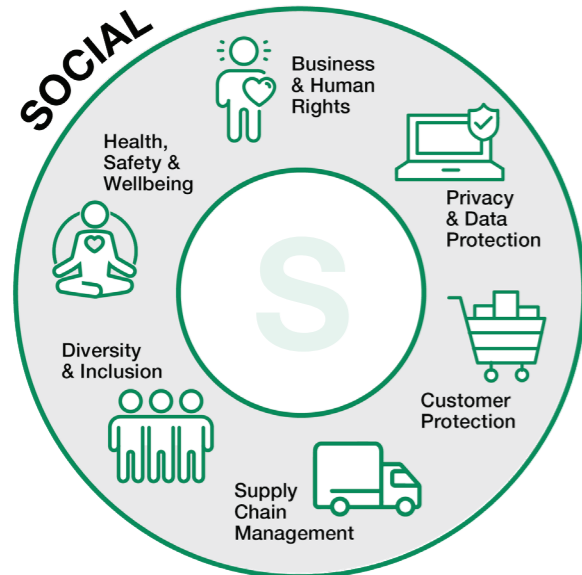 SOCIAL
Business
& Human
Rights
Privacy
& Data
Protection
Customer
Protection
Supply
Chain
Management
Diversity
& Inclusion
Health,
Safety &
Wellbeing
S